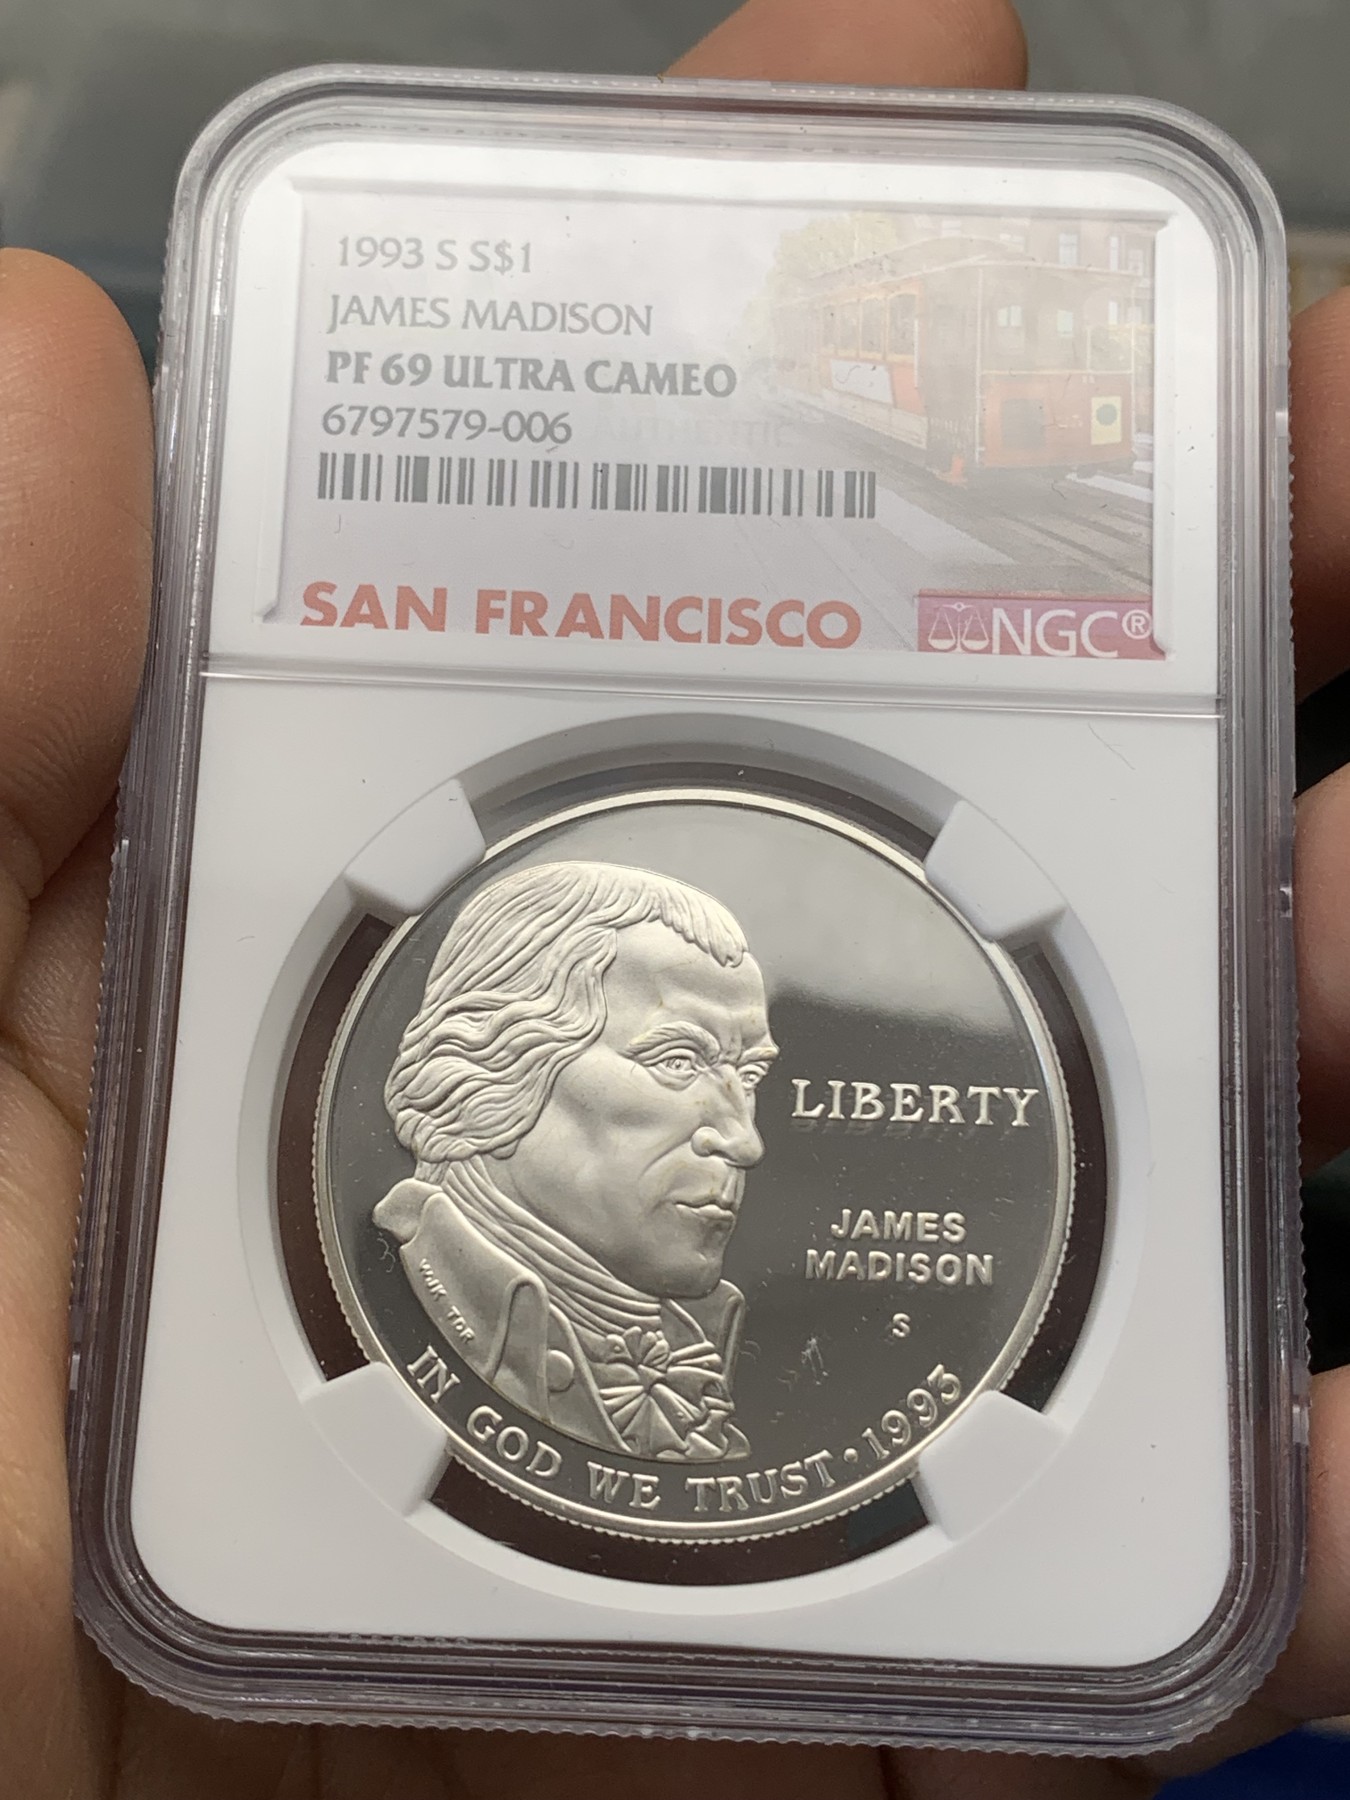 1993 S S$1
JAMES MADISON
PF 69 ULTRA CAMEO
6797579-006
AUTHENTIC
SAN FRANCISCO
NGC®
LIBERTY
JAMES
MADISON
S
IN GOD WE TRUST · 1993